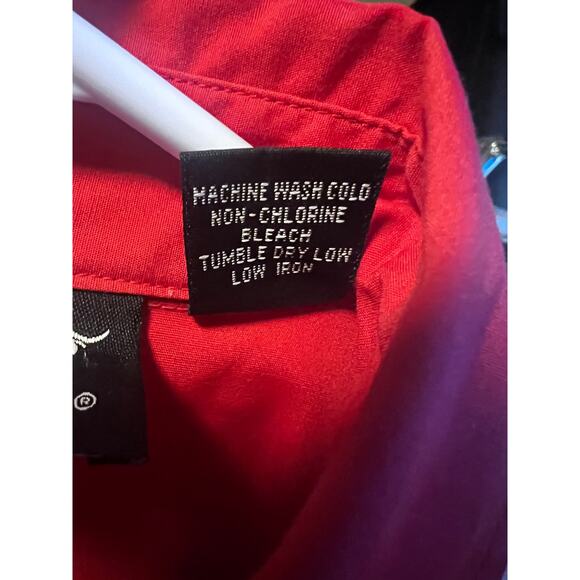 MACHINE WASH COLD
NON-CHLORINE
BLEACH
TUMBLE DRY LOW
LOW IRON
®